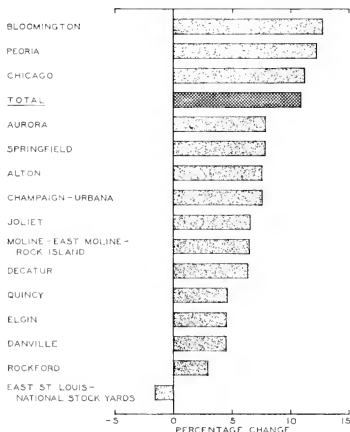 BLOOMINGTON
PEORIA
CHICAGO
TOTAL
AURORA
SPRINGFIELD
ALTON
CHAMPAIGN-URBANA
JOLIET
MOLINE-EAST MOLINE-
ROCK ISLAND
DECATUR
QUINCY
ELGIN
DANVILLE
ROCKFORD
EAST ST LOUIS-
NATIONAL STOCK YARDS
-5 0 5 10 15
PERCENTAGE CHANGE